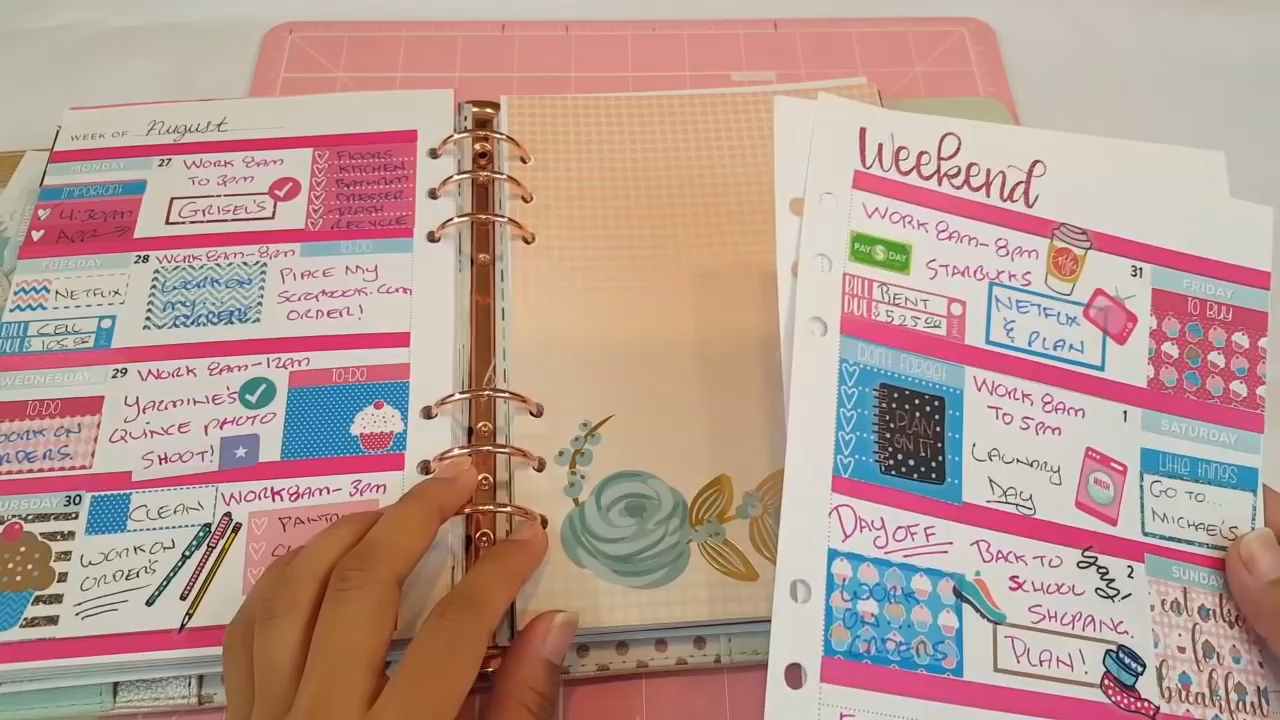 WEEK OF August
MONDAY 27
WORK 8AM
TO 3PM
GRISEL'S
IMPORTANT
4:30PM
APP
FLOORS
KITCHEN
BATHRM
DRESSER
TRASH
RECYCLE
TUESDAY 28
WORK 8AM-8PM
TO-DO
NETFLIX
WORK ON
MY...
ORDERS
PLACE MY
SCRAPBOOK.COM
ORDER!
BILL CELL
DUE $ 105.00
WEDNESDAY 29
WORK 8AM-12PM
TO-DO
WORK ON
ORDERS.
YAZMINE'S
QUINCE PHOTO
SHOOT!
TO-DO
THURSDAY 30
CLEAN
WORK 8AM-3PM
WORK ON
ORDERS
Weekend
WORK 8AM-8PM
31
FRIDAY
PAY $ DAY
STARBUCKS
Coffee
BILL RENT
DUE $ 525.00
NETFLIX
& PLAN
TO BUY
DON'T FORGET
PLAN
ON IT
WORK 8AM
TO 5PM
1
SATURDAY
LAUNDRY
DAY
WASH
LITTLE THINGS
GO TO...
MICHAEL'S
DAY OFF
WORK
ON...
ORDERS
BACK TO
SCHOOL
SHOPANG.
PLAN!
2
SUNDAY
eat cake
for
breakfast